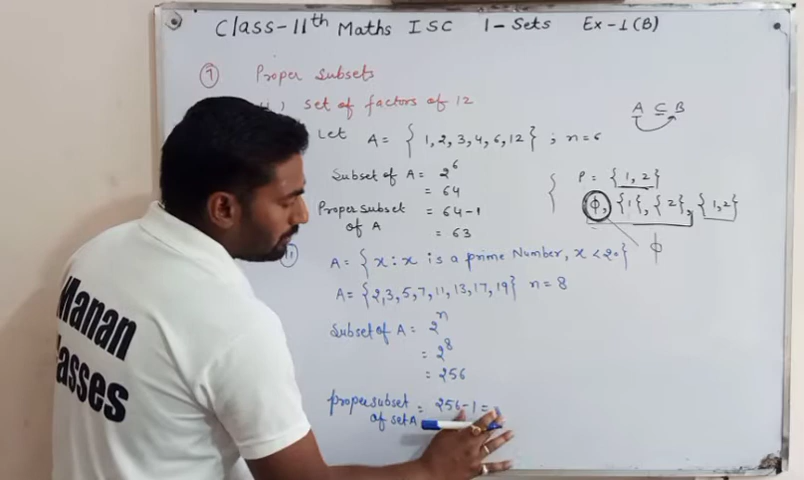 Class-11th Maths ISC 1-Sets Ex-1(B)
7 Proper Subsets
i) set of factors of 12
Let A = { 1, 2, 3, 4, 6, 12 } ; n = 6
Subset of A = 2^6
= 64
Proper Subset of A = 64-1
= 63
A ⊆ B
P = { 1, 2 }
{ ϕ, {1}, {2}, {1,2}
ϕ
A = { x : x is a prime Number, x < 20 }
A = {2, 3, 5, 7, 11, 13, 17, 19} n = 8
Subset of A = 2^n
= 2^8
= 256
proper subset of set A = 256-1 =
Manan